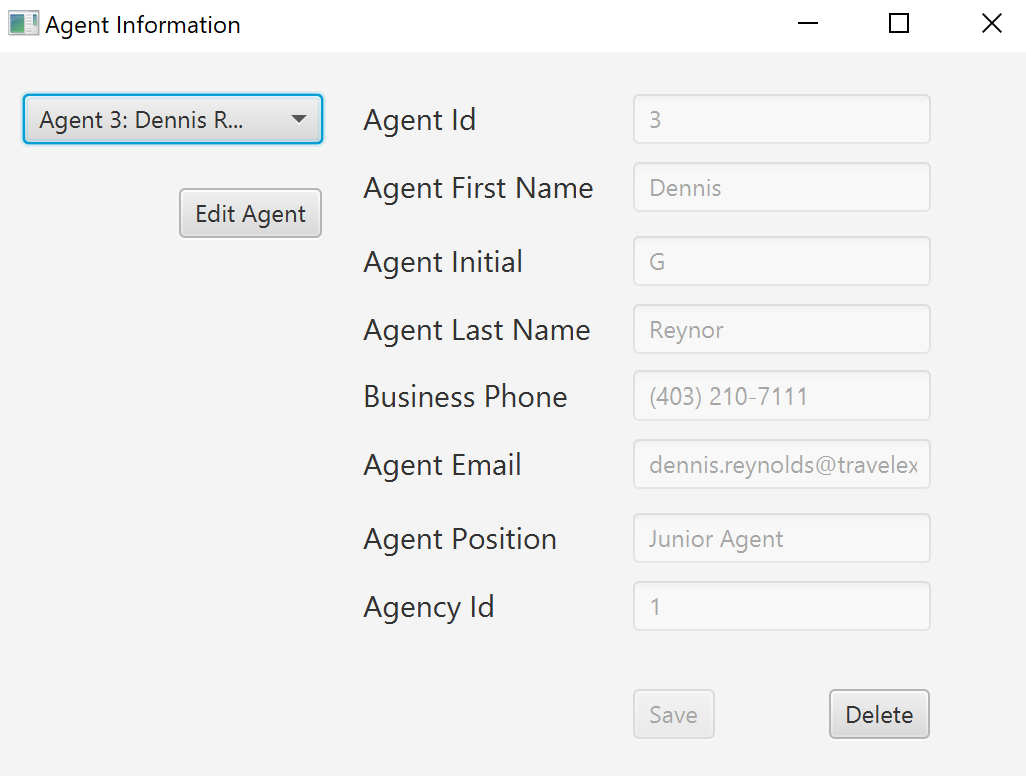 Agent Information
Agent 3: Dennis R...
Edit Agent
Agent Id
3
Agent First Name
Dennis
Agent Initial
G
Agent Last Name
Reynor
Business Phone
(403) 210-7111
Agent Email
dennis.reynolds@travelex
Agent Position
Junior Agent
Agency Id
1
Save
Delete